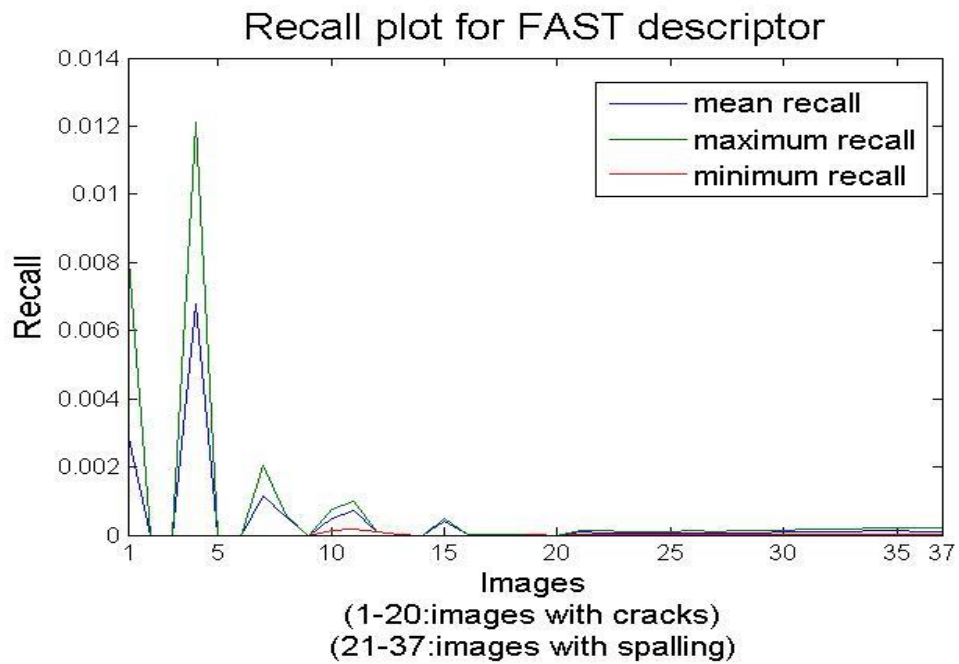 Recall plot for FAST descriptor
0.014
0.012
0.01
0.008
0.006
0.004
0.002
0
Recall
mean recall
maximum recall
minimum recall
1 5 10 15 20 25 30 35 37
Images
(1-20:images with cracks)
(21-37:images with spalling)